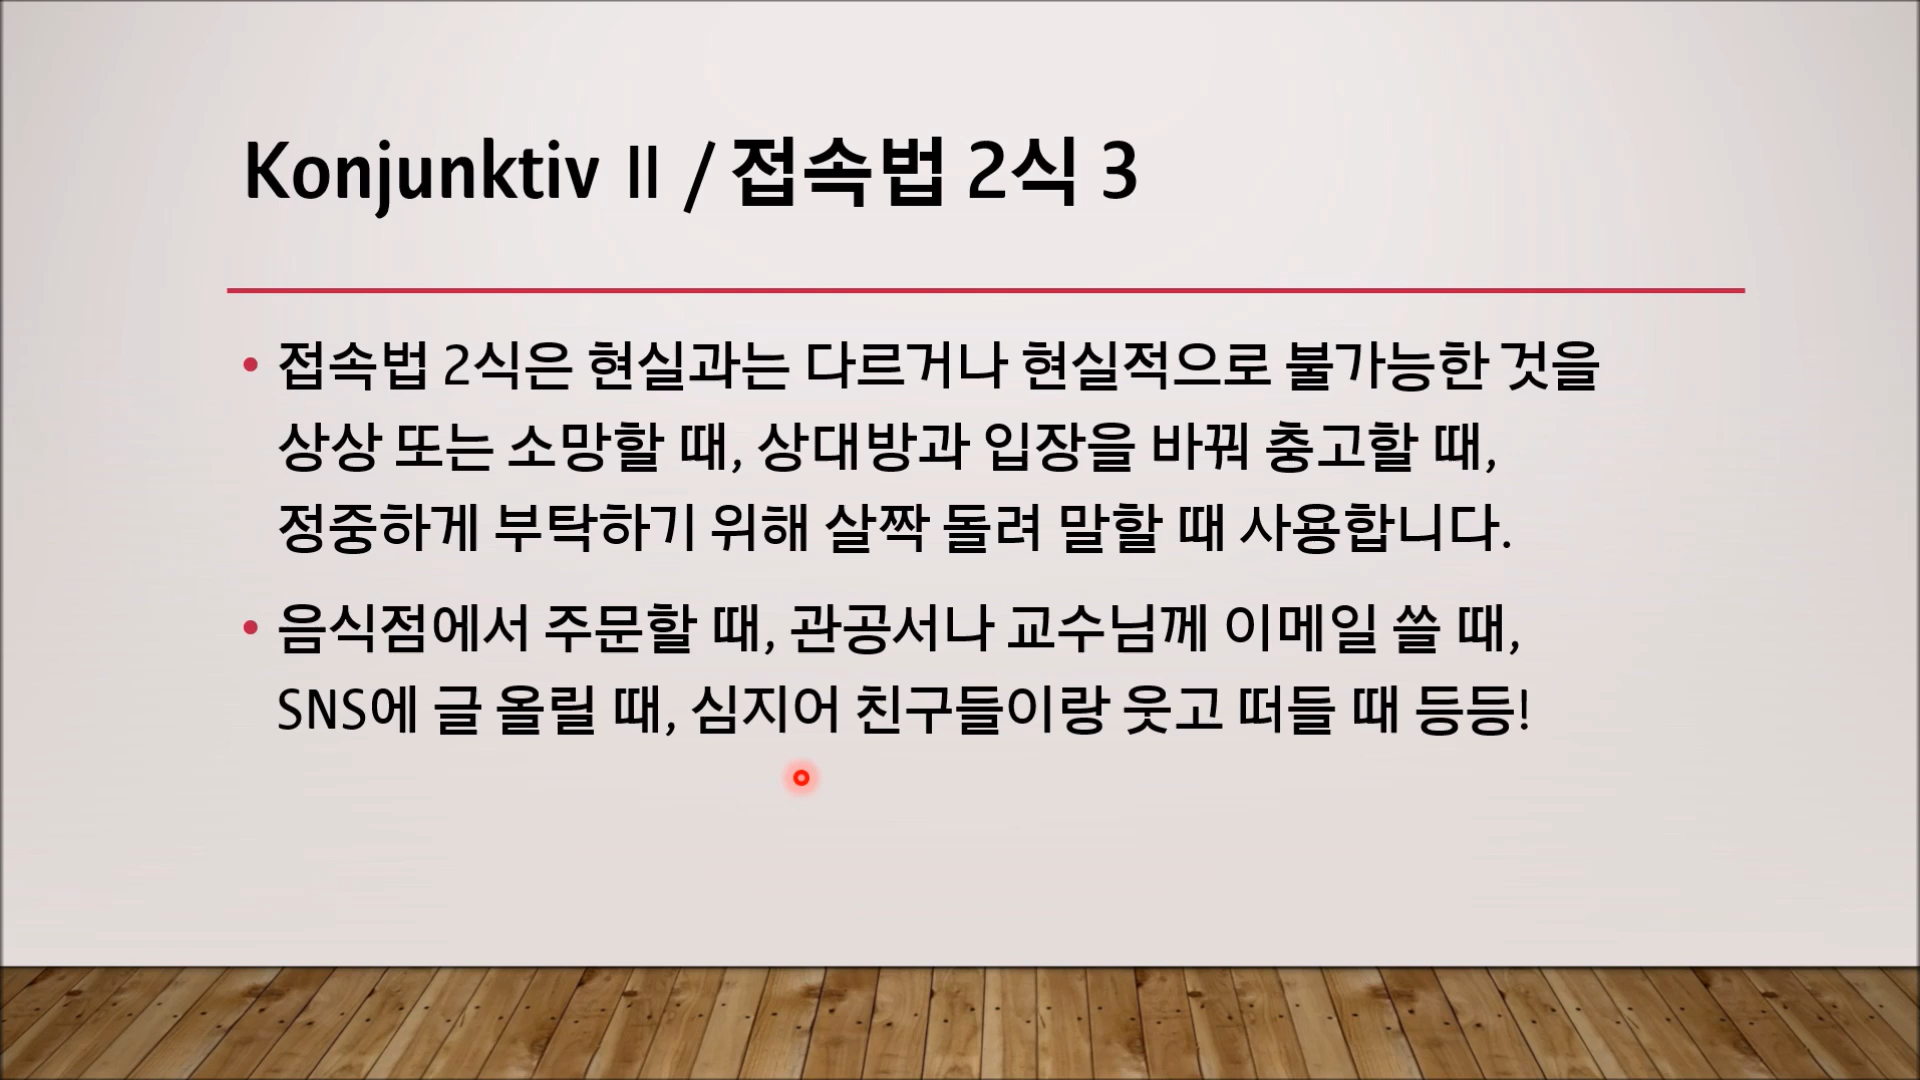 Konjunktiv Ⅱ / 접속법 2식 3
• 접속법 2식은 현실과는 다르거나 현실적으로 불가능한 것을
상상 또는 소망할 때, 상대방과 입장을 바꿔 충고할 때,
정중하게 부탁하기 위해 살짝 돌려 말할 때 사용합니다.
• 음식점에서 주문할 때, 관공서나 교수님께 이메일 쓸 때,
SNS에 글 올릴 때, 심지어 친구들이랑 웃고 떠들 때 등등!